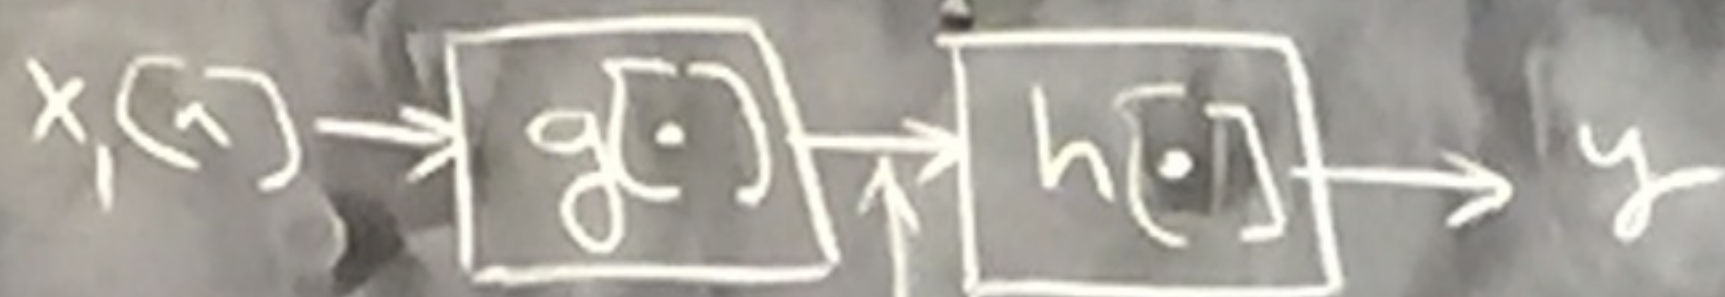 x₁(n) → g(·) → h(·) → y